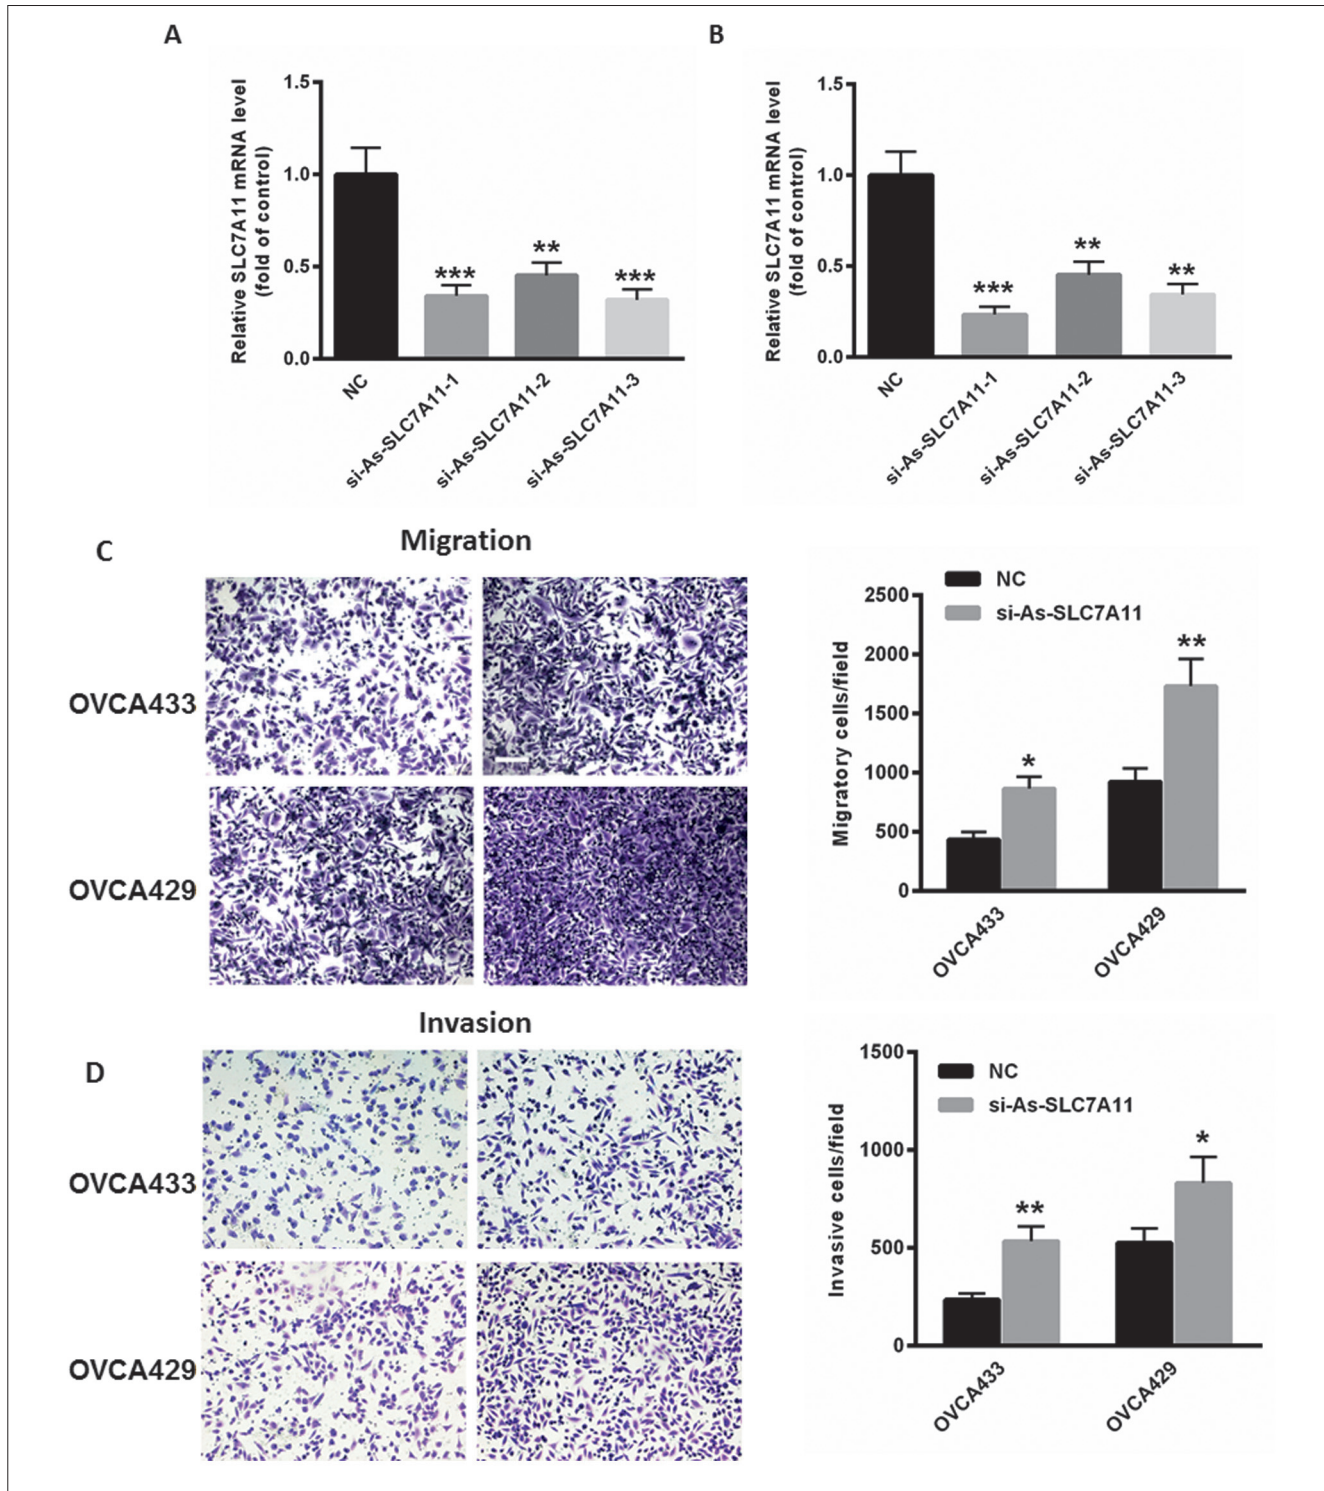 A
B
Relative SLC7A11 mRNA level
(fold of control)
1.5
1.0
0.5
0.0
***
**
***
NC
si-As-SLC7A11-1
si-As-SLC7A11-2
si-As-SLC7A11-3
Relative SLC7A11 mRNA level
(fold of control)
1.5
1.0
0.5
0.0
***
**
**
NC
si-As-SLC7A11-1
si-As-SLC7A11-2
si-As-SLC7A11-3
C
Migration
OVCA433
OVCA429
NC
si-As-SLC7A11
Migratory cells/field
2500
2000
1500
1000
500
0
*
**
OVCA433
OVCA429
D
Invasion
OVCA433
OVCA429
NC
si-As-SLC7A11
Invasive cells/field
1500
1000
500
0
**
*
OVCA433
OVCA429